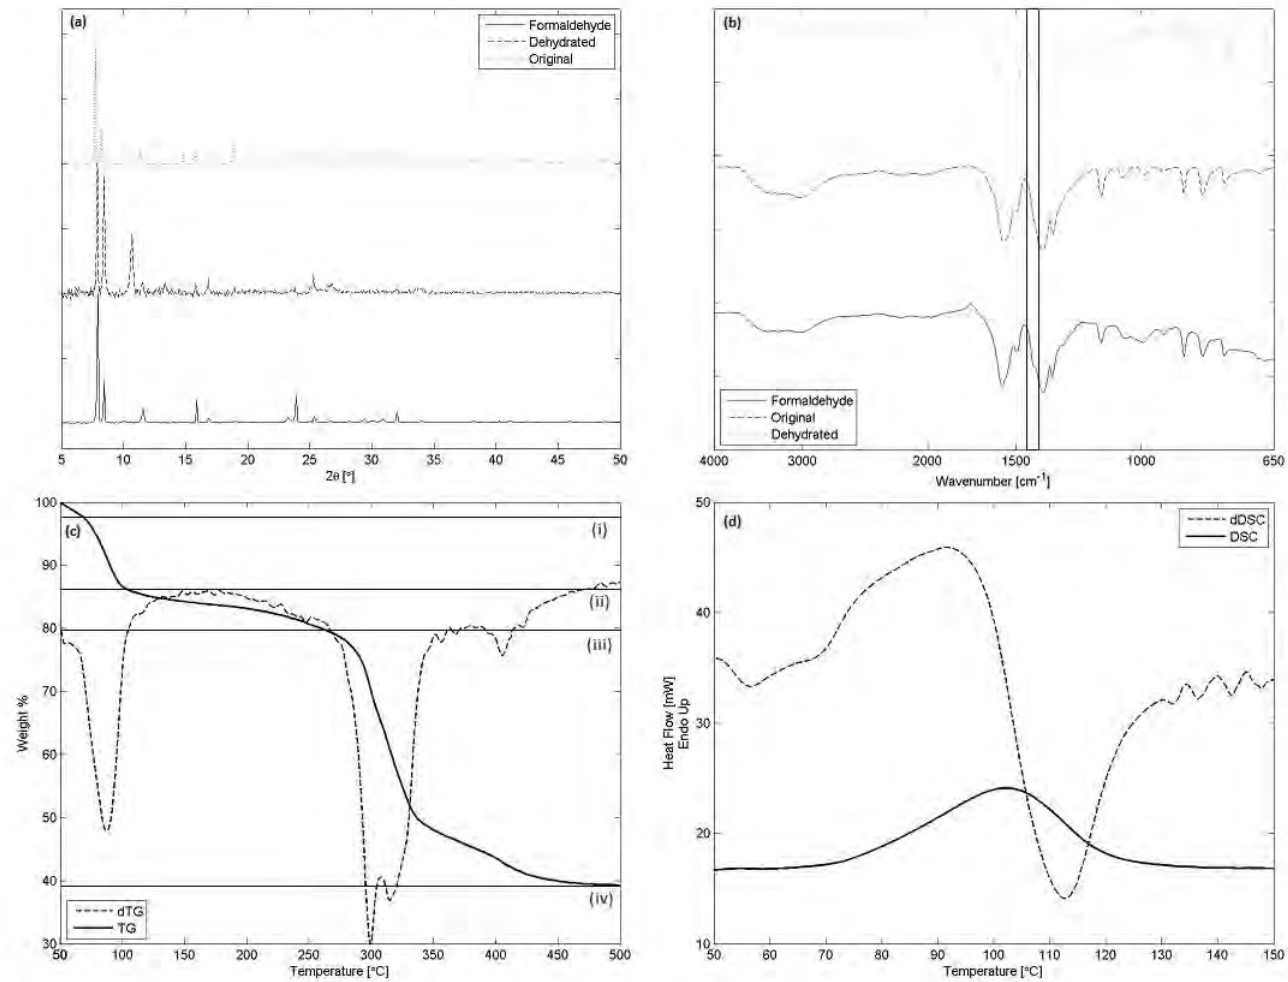 (a)
Formaldehyde
Dehydrated
Original
5 10 15 20 25 30 35 40 45 50
2θ [°]
(b)
Formaldehyde
Original
Dehydrated
4000 3000 2000 1500 1000 650
Wavenumber [cm-1]
(c)
(i)
(ii)
(iii)
(iv)
100
90
80
70
60
50
40
30
Weight %
dTG
TG
50 100 150 200 250 300 350 400 450 500
Temperature [°C]
(d)
dDSC
DSC
50
40
30
20
10
Heat Flow [mW]
Endo Up
50 60 70 80 90 100 110 120 130 140 150
Temperature [°C]